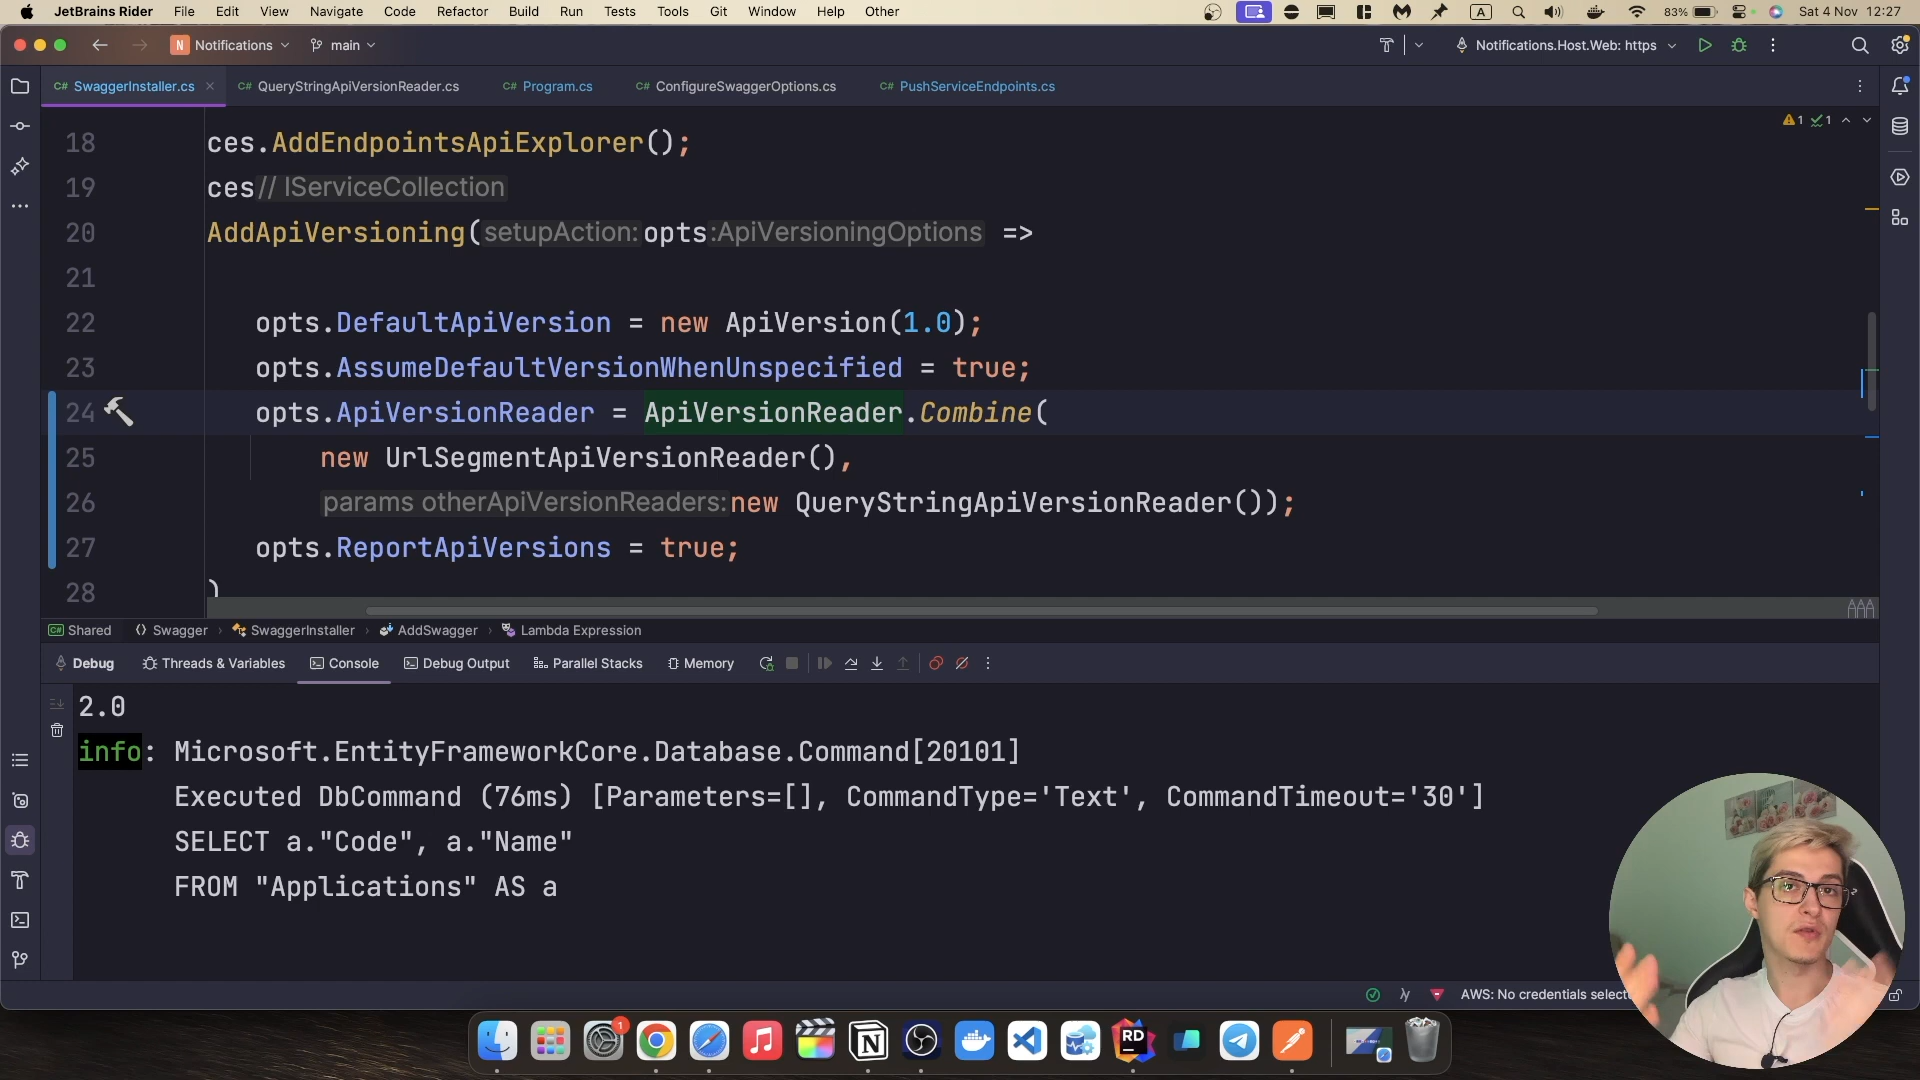 JetBrains Rider File Edit View Navigate Code Refactor Build Run Tests Tools Git Window Help Other A 83% Sat 4 Nov 12:27
N Notifications main Notifications.Host.Web: https
C# SwaggerInstaller.cs C# QueryStringApiVersionReader.cs C# Program.cs C# ConfigureSwaggerOptions.cs C# PushServiceEndpoints.cs
1 1
18 ces.AddEndpointsApiExplorer();
19 ces // IServiceCollection
20 AddApiVersioning( setupAction: opts :ApiVersioningOptions =>
21
22 opts.DefaultApiVersion = new ApiVersion(1.0);
23 opts.AssumeDefaultVersionWhenUnspecified = true;
24 opts.ApiVersionReader = ApiVersionReader.Combine(
25 new UrlSegmentApiVersionReader(),
26 params otherApiVersionReaders: new QueryStringApiVersionReader());
27 opts.ReportApiVersions = true;
28 )
C# Shared Swagger SwaggerInstaller AddSwagger Lambda Expression
Debug Threads & Variables Console Debug Output Parallel Stacks Memory
2.0
info: Microsoft.EntityFrameworkCore.Database.Command[20101]
Executed DbCommand (76ms) [Parameters=[], CommandType='Text', CommandTimeout='30']
SELECT a."Code", a."Name"
FROM "Applications" AS a
AWS: No credentials selecte
1 N RD